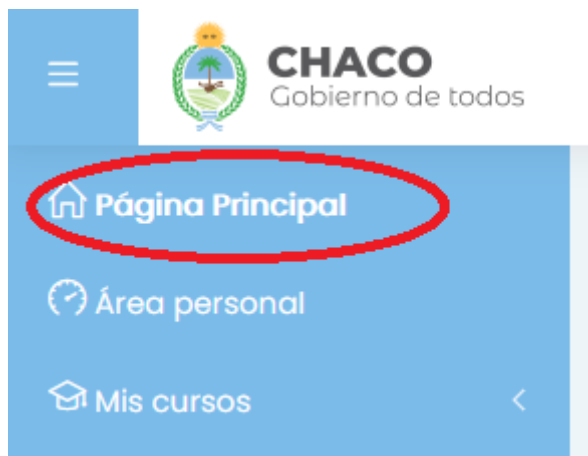 CHACO
Gobierno de todos
Página Principal
Área personal
Mis cursos